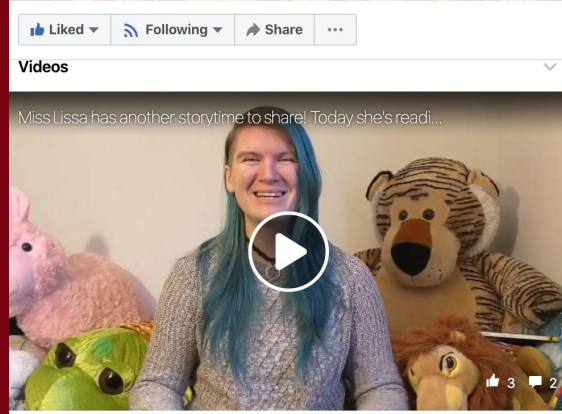 Liked
Following
Share
Videos
Miss Lissa has another storytime to share! Today she's readi...
3
2